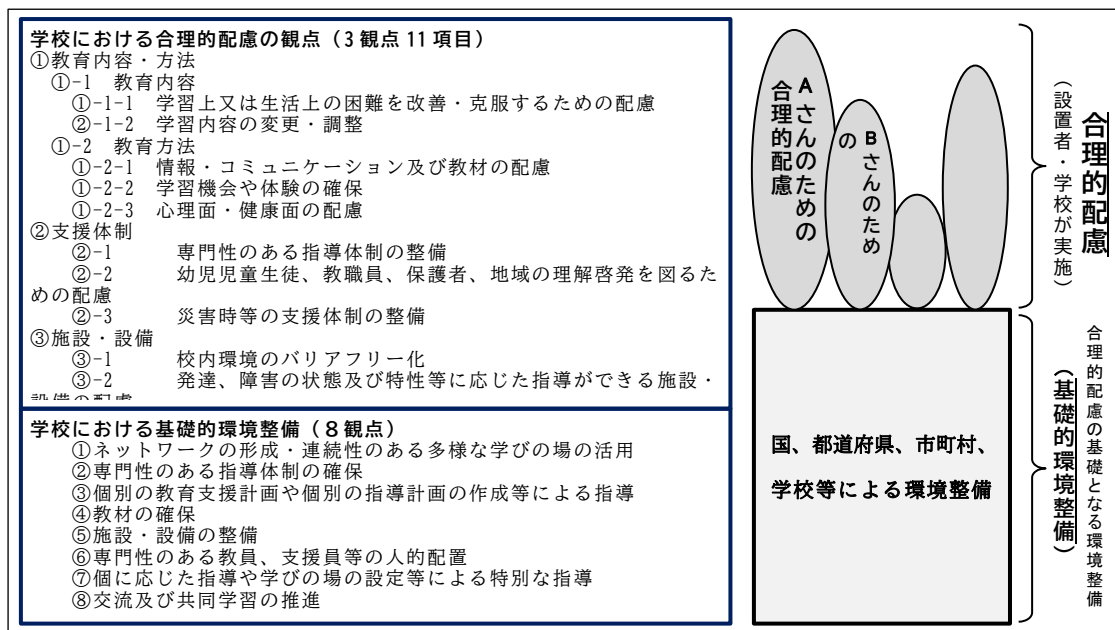 学校における合理的配慮の観点（3観点11項目）
①教育内容・方法
①-1 教育内容
①-1-1 学習上又は生活上の困難を改善・克服するための配慮
②-1-2 学習内容の変更・調整
①-2 教育方法
①-2-1 情報・コミュニケーション及び教材の配慮
①-2-2 学習機会や体験の確保
①-2-3 心理面・健康面の配慮
②支援体制
②-1 専門性のある指導体制の整備
②-2 幼児児童生徒、教職員、保護者、地域の理解啓発を図るた
めの配慮
②-3 災害時等の支援体制の整備
③施設・設備
③-1 校内環境のバリアフリー化
③-2 発達、障害の状態及び特性等に応じた指導ができる施設・
設備の配慮
学校における基礎的環境整備（８観点）
①ネットワークの形成・連続性のある多様な学びの場の活用
②専門性のある指導体制の確保
③個別の教育支援計画や個別の指導計画の作成等による指導
④教材の確保
⑤施設・設備の整備
⑥専門性のある教員、支援員等の人的配置
⑦個に応じた指導や学びの場の設定等による特別な指導
⑧交流及び共同学習の推進
Aさんのための
合理的配慮
Bさんのため
の
合理的配慮
（設置者・学校が実施）
国、都道府県、市町村、
学校等による環境整備
合理的配慮の基礎となる環境整備
（基礎的環境整備）